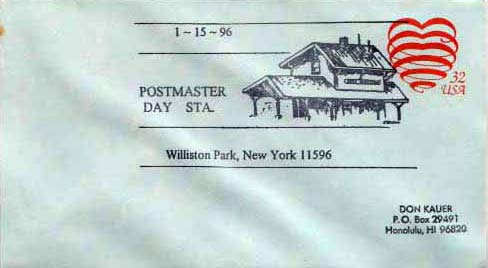 1-15-96
POSTMASTER
DAY STA.
32
USA
Williston Park, New York 11596
DON KAUER
P.O. Box 29491
Honolulu, HI 96820